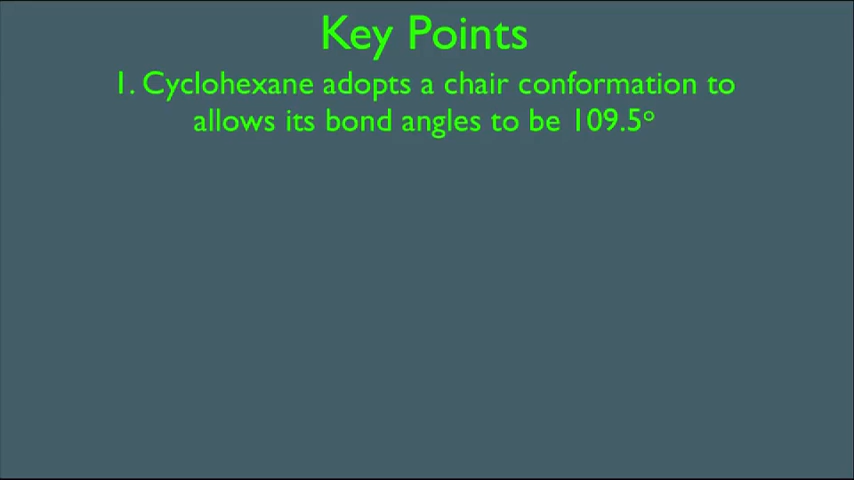 Key Points
1. Cyclohexane adopts a chair conformation to
allows its bond angles to be 109.5°